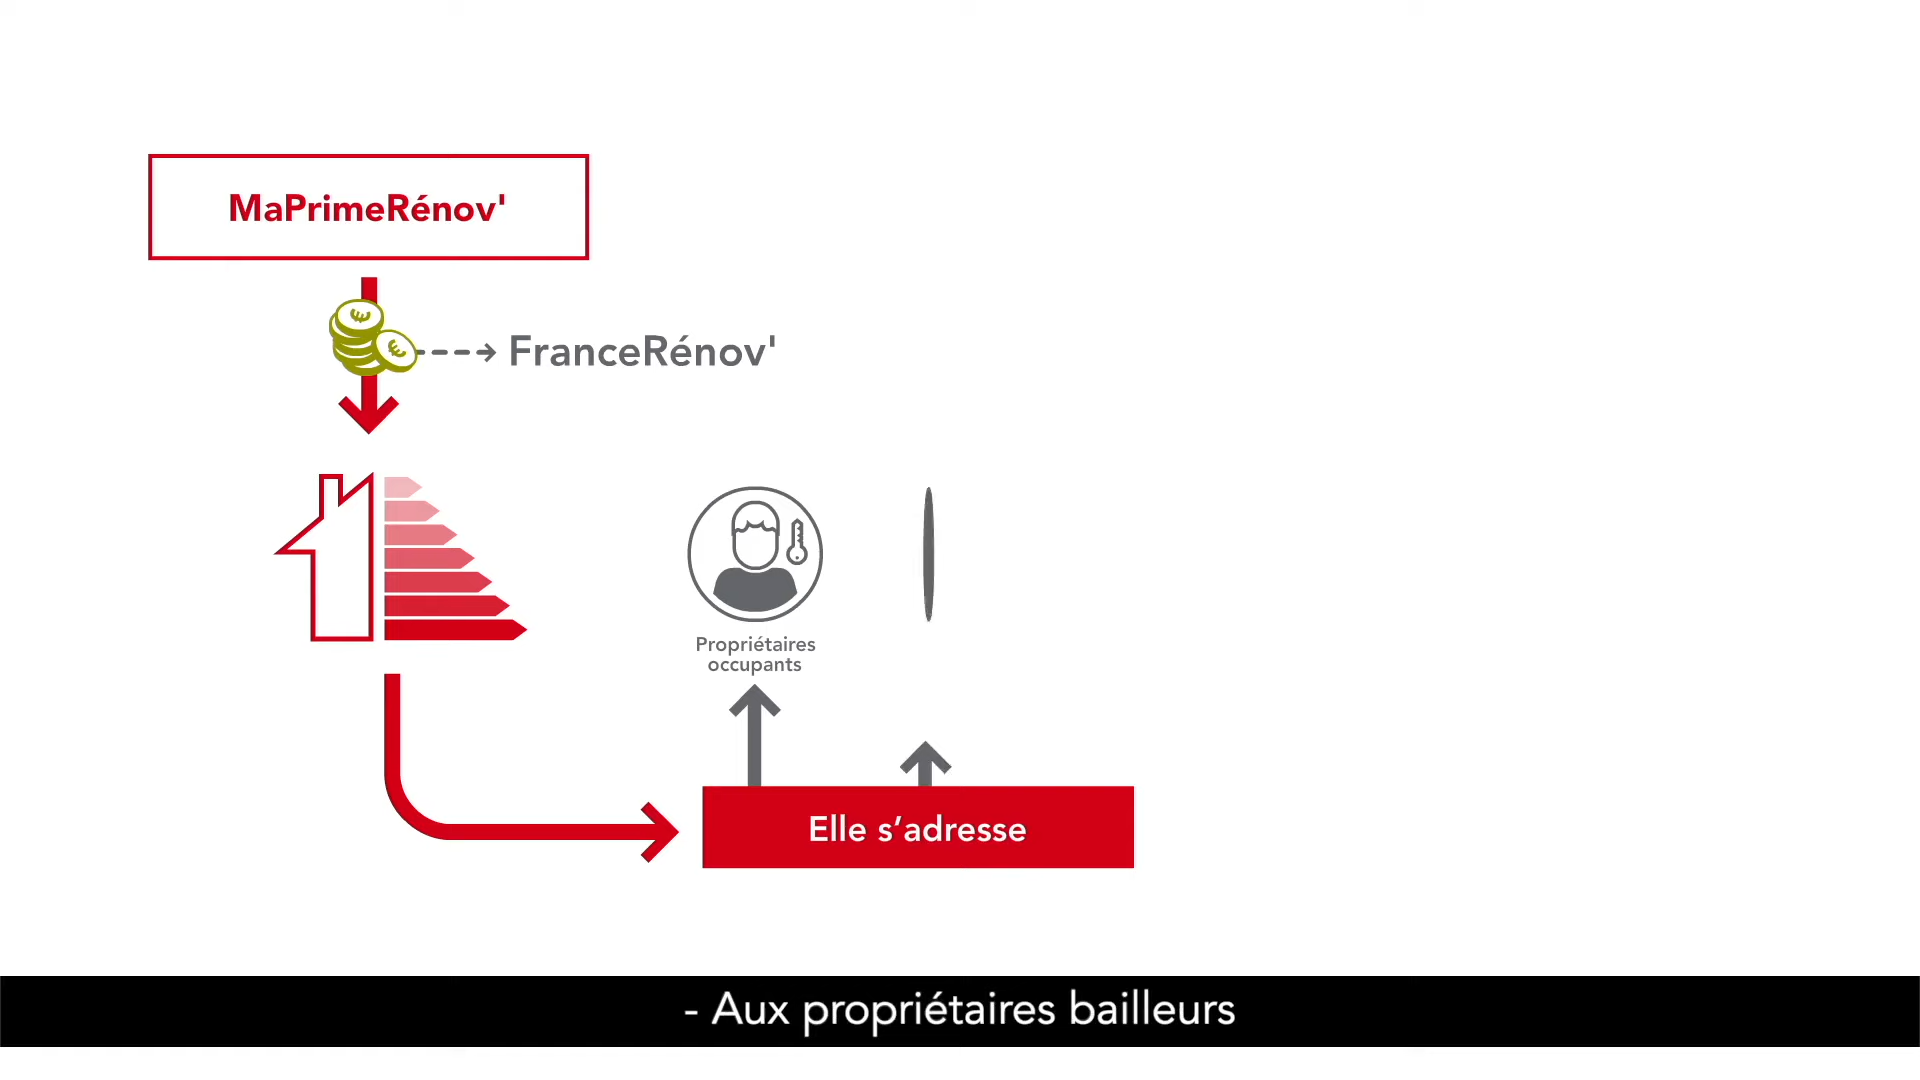 MaPrimeRénov'
FranceRénov'
Propriétaires
occupants
Elle s’adresse
- Aux propriétaires bailleurs